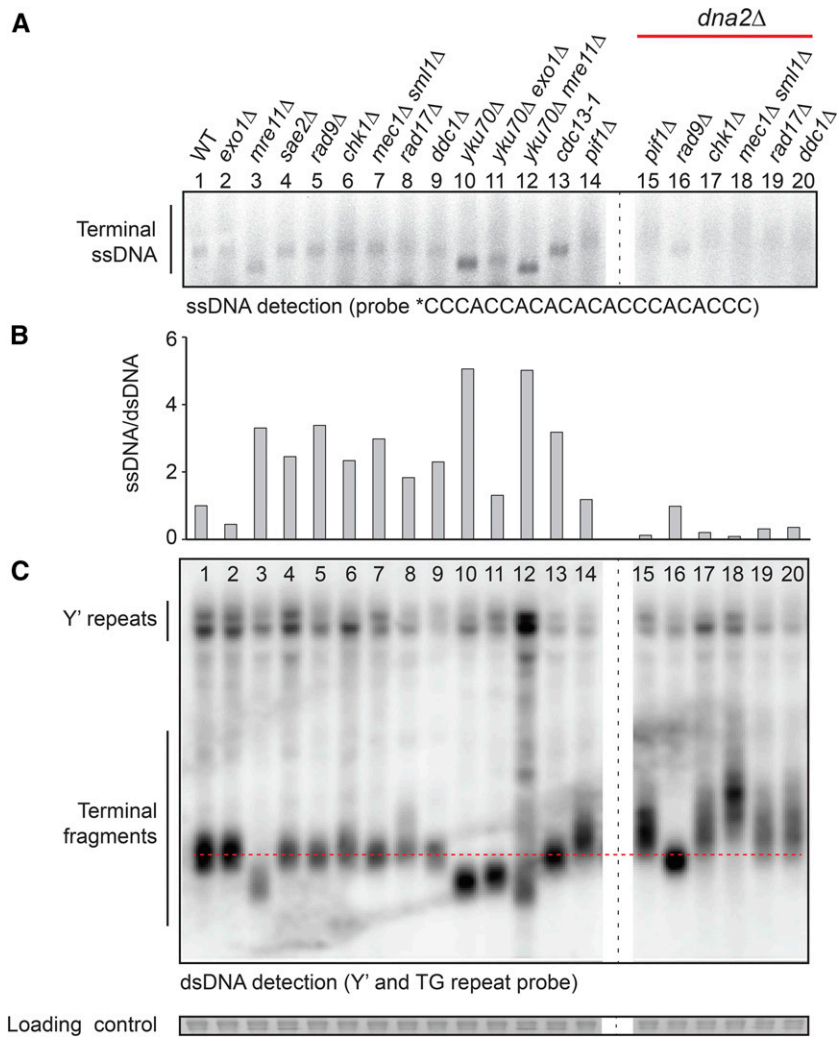 A
dna2Δ
WT
exo1Δ
mre11Δ
sae2Δ
rad9Δ
chk1Δ
mec1Δ sml1Δ
rad17Δ
ddc1Δ
yku70Δ
yku70Δ exo1Δ
yku70Δ mre11Δ
cdc13-1
pif1Δ
pif1Δ
rad9Δ
chk1Δ
mec1Δ sml1Δ
rad17Δ
ddc1Δ
1 2 3 4 5 6 7 8 9 10 11 12 13 14 15 16 17 18 19 20
Terminal
ssDNA
ssDNA detection (probe *CCCACCACACACACCCACACCC)
B
ssDNA/dsDNA
6
4
2
0
C
1 2 3 4 5 6 7 8 9 10 11 12 13 14 15 16 17 18 19 20
Y' repeats
Terminal
fragments
dsDNA detection (Y' and TG repeat probe)
Loading control